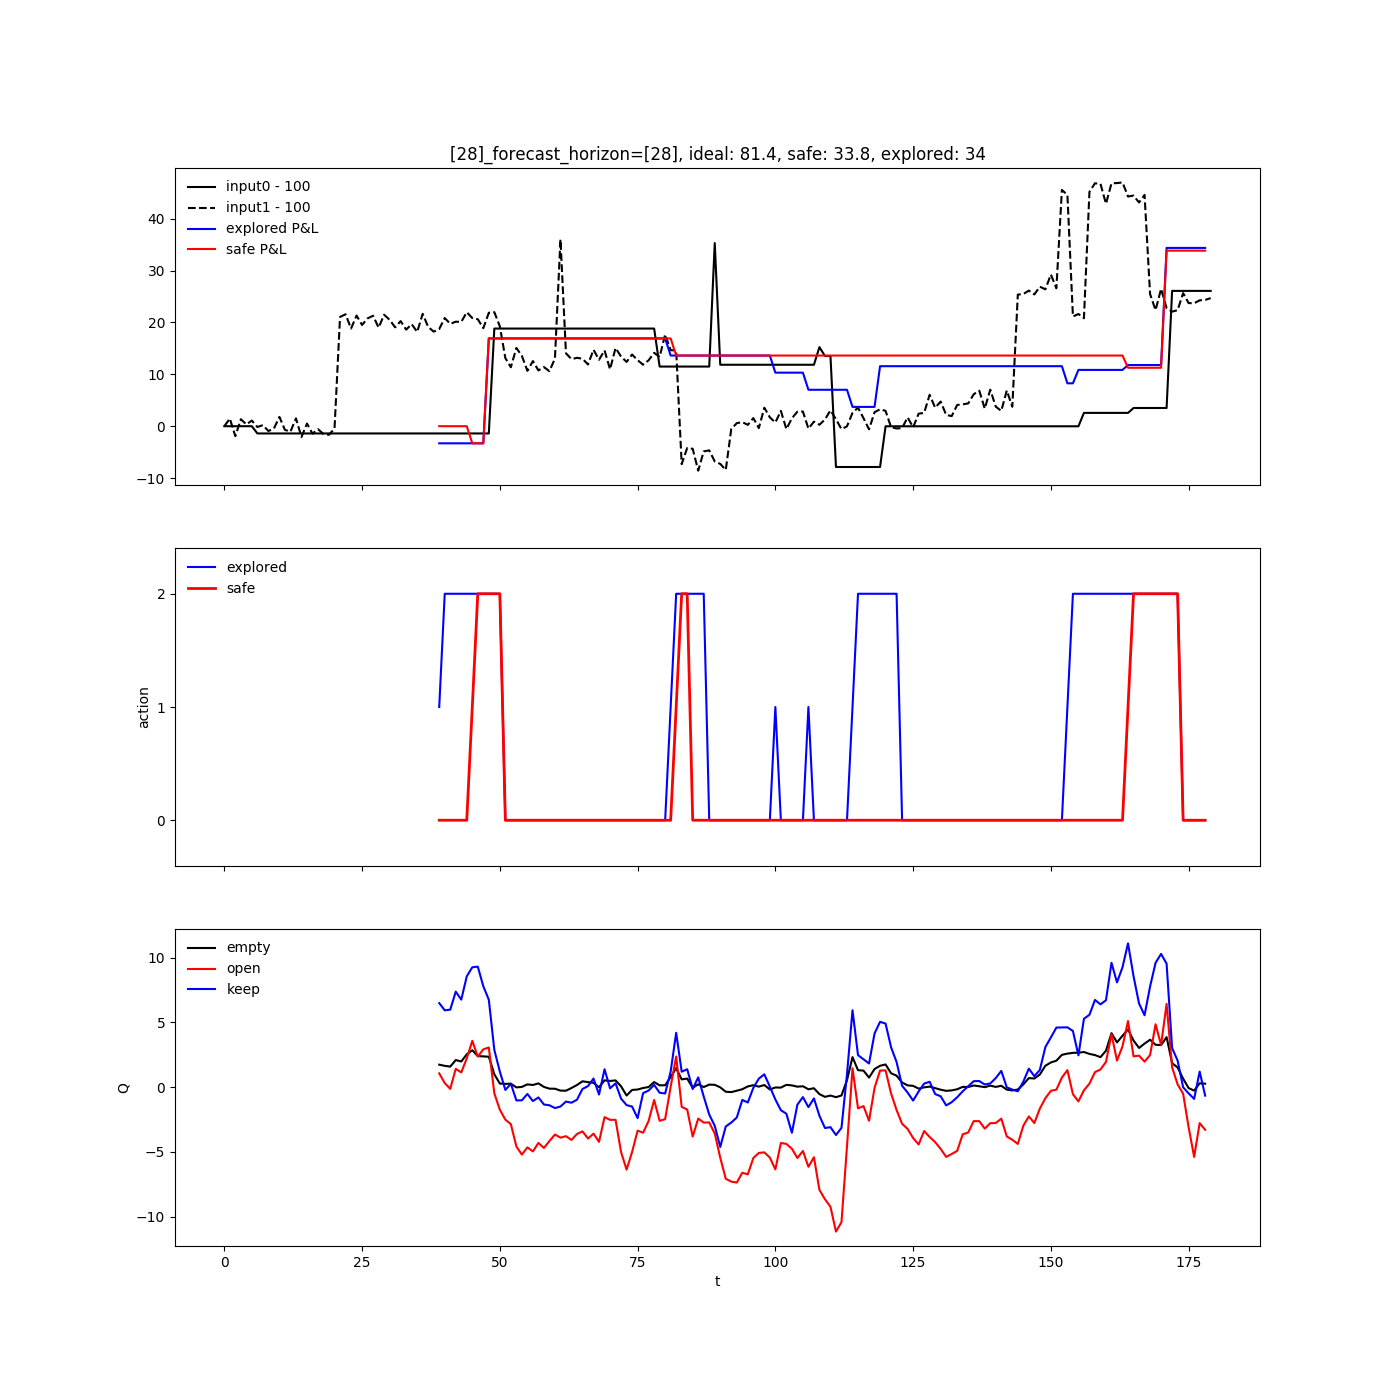 [28]_forecast_horizon=[28], ideal: 81.4, safe: 33.8, explored: 34
input0 - 100
input1 - 100
explored P&L
safe P&L
40
30
20
10
0
−10
explored
safe
2
1
0
action
empty
open
keep
10
5
0
−5
−10
Q
0 25 50 75 100 125 150 175
t